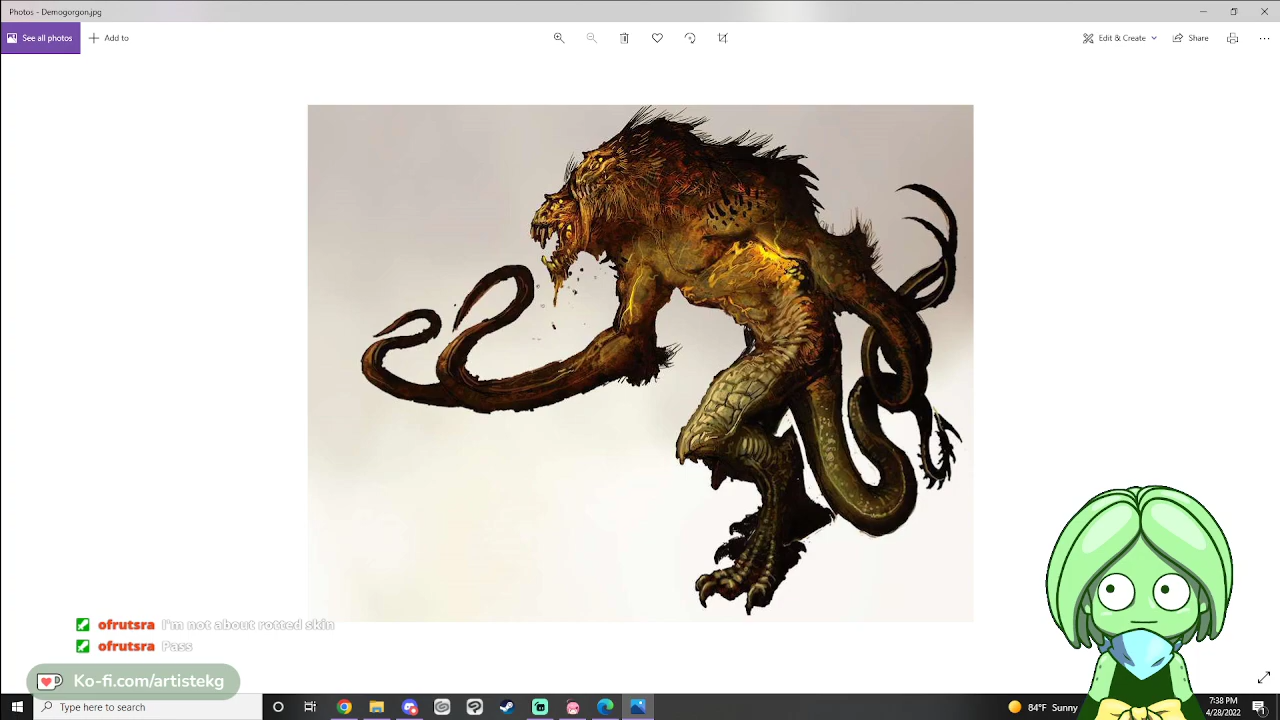 Photos - Demogorgon.jpg
See all photos
Add to
Edit & Create
Share
ofrutsra I'm not about rotted skin
ofrutsra Pass
Ko-fi.com/artistekg
Type here to search
84°F Sunny
7:38 PM
4/28/2022